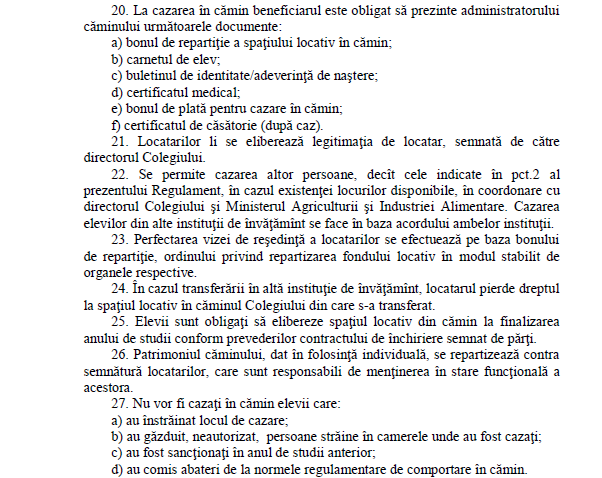 20. La cazarea în cămin beneficiarul este obligat să prezinte administratorului
căminului următoarele documente:
a) bonul de repartiţie a spaţiului locativ în cămin;
b) carnetul de elev;
c) buletinul de identitate/adeverinţă de naştere;
d) certificatul medical;
e) bonul de plată pentru cazare în cămin;
f) certificatul de căsătorie (după caz).
21. Locatarilor li se eliberează legitimaţia de locatar, semnată de către
directorul Colegiului.
22. Se permite cazarea altor persoane, decît cele indicate în pct.2 al
prezentului Regulament, în cazul existenţei locurilor disponibile, în coordonare cu
directorul Colegiului şi Ministerul Agriculturii şi Industriei Alimentare. Cazarea
elevilor din alte instituţii de învăţămînt se face în baza acordului ambelor instituţii.
23. Perfectarea vizei de reşedinţă a locatarilor se efectuează pe baza bonului
de repartiţie, ordinului privind repartizarea fondului locativ în modul stabilit de
organele respective.
24. În cazul transferării în altă instituţie de învăţămînt, locatarul pierde dreptul
la spaţiul locativ în căminul Colegiului din care s-a transferat.
25. Elevii sunt obligaţi să elibereze spaţiul locativ din cămin la finalizarea
anului de studii conform prevederilor contractului de închiriere semnat de părţi.
26. Patrimoniul căminului, dat în folosinţă individuală, se repartizează contra
semnătură locatarilor, care sunt responsabili de menţinerea în stare funcţională a
acestora.
27. Nu vor fi cazaţi în cămin elevii care:
a) au înstrăinat locul de cazare;
b) au găzduit, neautorizat, persoane străine în camerele unde au fost cazaţi;
c) au fost sancţionaţi în anul de studii anterior;
d) au comis abateri de la normele regulamentare de comportare în cămin.